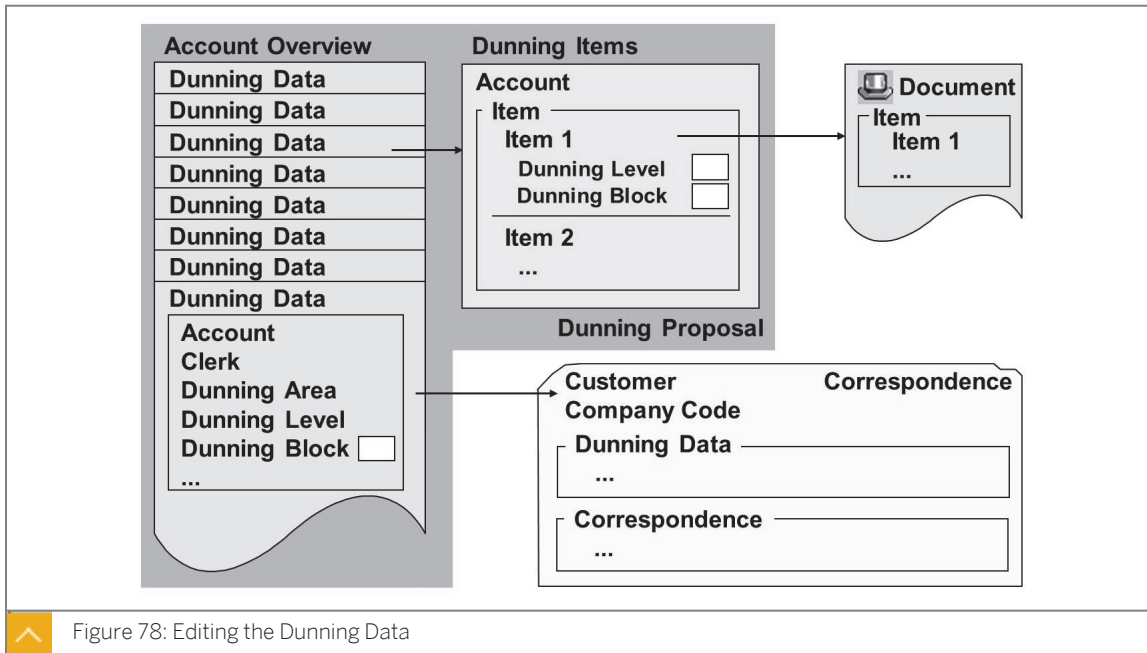 Account Overview
Dunning Data
Dunning Data
Dunning Data
Dunning Data
Dunning Data
Dunning Data
Dunning Data
Dunning Data
Account
Clerk
Dunning Area
Dunning Level
Dunning Block
...
Dunning Items
Account
Item
Item 1
Dunning Level
Dunning Block
Item 2
...
Dunning Proposal
Document
Item
Item 1
...
Customer Correspondence
Company Code
Dunning Data
...
Correspondence
...
Figure 78: Editing the Dunning Data